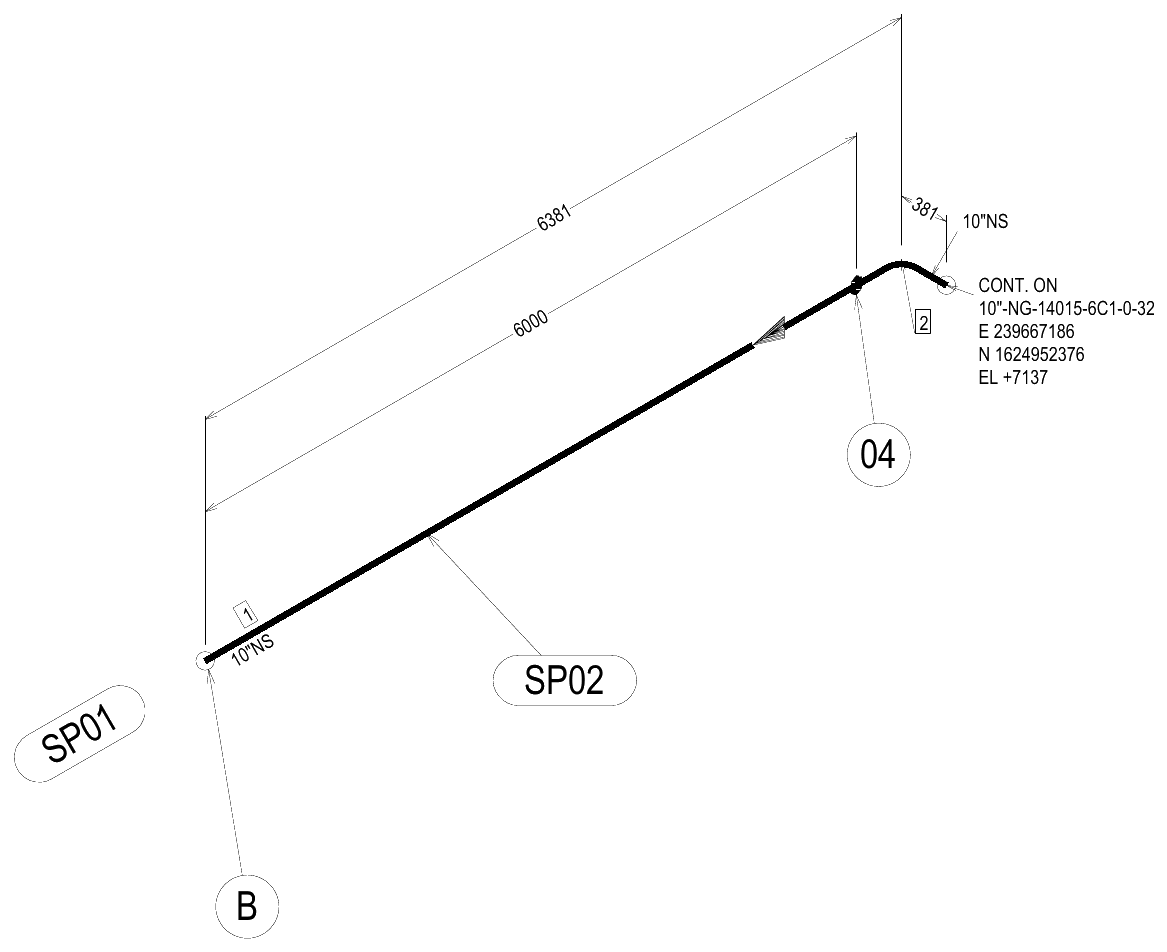 6381
381
10"NS
6000
CONT. ON
10"-NG-14015-6C1-0-32
E 239667186
N 1624952376
EL +7137
2
04
1
10"NS
SP02
SP01
B